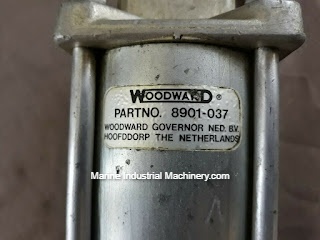 WOODWARD®
PARTNO. 8901-037
WOODWARD GOVERNOR NED. B.V.
HOOFDDORP THE NETHERLANDS
Marine Industrial Machinery.com